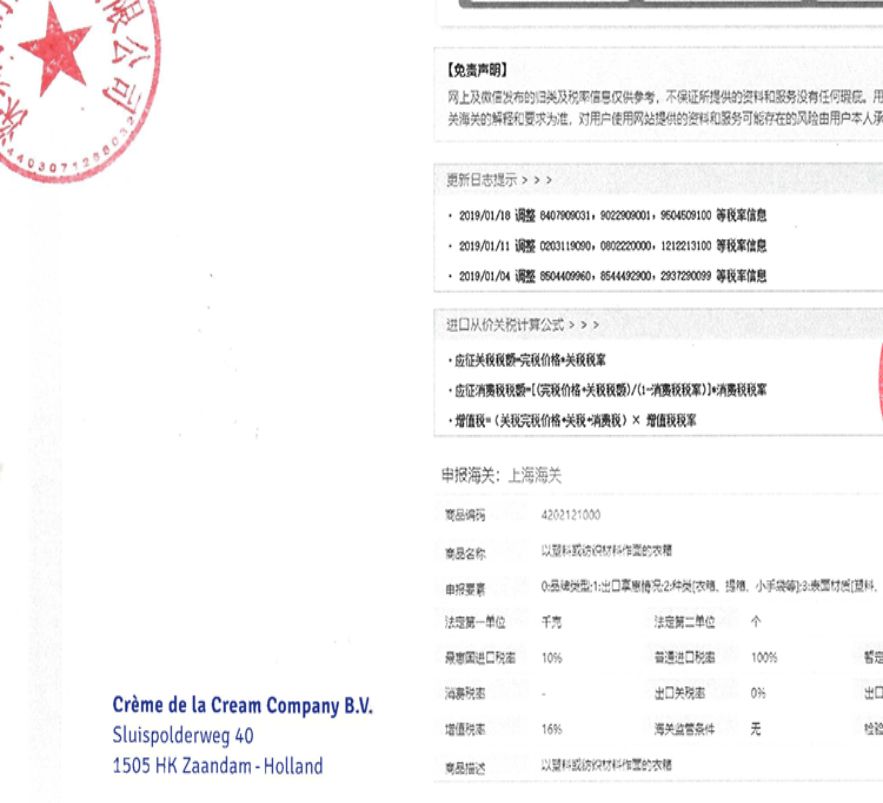 限公司
4403071288033
【免责声明】
网上及微信发布的归类及税率信息仅供参考，不保证所提供的资料和服务没有任何瑕疵。用
关海关的解释和要求为准，对用户使用网站提供的资料和服务可能存在的风险由用户本人承
更新日志提示 > > >
· 2019/01/18 调整 8407909031，9022909001，9504509100 等税率信息
· 2019/01/11 调整 0203119090，0802220000，1212213100 等税率信息
· 2019/01/04 调整 8504409960，8544492900，2937290099 等税率信息
进口从价关税计算公式 > > >
· 应征关税税额=完税价格*关税税率
· 应征消费税税额=[(完税价格+关税税额)/(1-消费税税率)]*消费税税率
· 增值税=（关税完税价格+关税+消费税）× 增值税税率
申报海关：上海海关
商品编码 4202121000
商品名称 以塑料或纺织材料作面的衣箱
申报要素 0:品牌类型;1:出口享惠情况;2:种类[衣箱、提箱、小手袋等];3:表面材质[塑料、
法定第一单位 千克 法定第二单位 个
最惠国进口税率 10% 普通进口税率 100% 暂定
消费税率 - 出口关税率 0% 出口
增值税率 16% 海关监管条件 无 检验
商品描述 以塑料或纺织材料作面的衣箱
Crème de la Cream Company B.V.
Sluispolderweg 40
1505 HK Zaandam - Holland